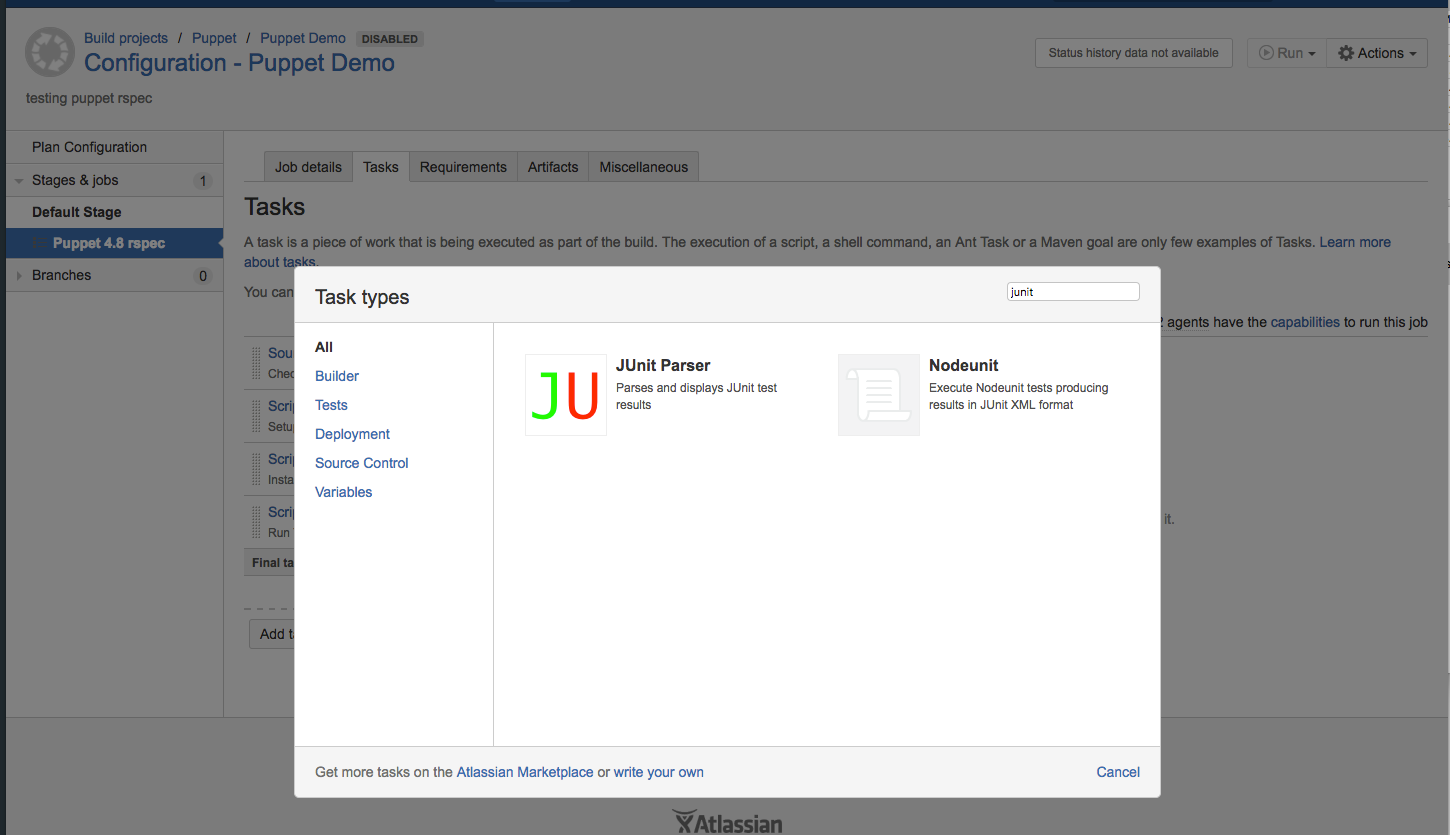 Build projects / Puppet / Puppet Demo DISABLED
Configuration - Puppet Demo
Status history data not available
Run
Actions
testing puppet rspec
Plan Configuration
Stages & jobs 1
Default Stage
Puppet 4.8 rspec
Branches 0
Job details
Tasks
Requirements
Artifacts
Miscellaneous
Tasks
A task is a piece of work that is being executed as part of the build. The execution of a script, a shell command, an Ant Task or a Maven goal are only few examples of Tasks. Learn more
about tasks.
You can
agents have the capabilities to run this job
Sou
Chec
Scrip
Setu
Scrip
Insta
Scrip
Run
it.
Final ta
Add t
Task types
junit
All
Builder
Tests
Deployment
Source Control
Variables
JUnit Parser
Parses and displays JUnit test
results
Nodeunit
Execute Nodeunit tests producing
results in JUnit XML format
Get more tasks on the Atlassian Marketplace or write your own
Cancel
Atlassian